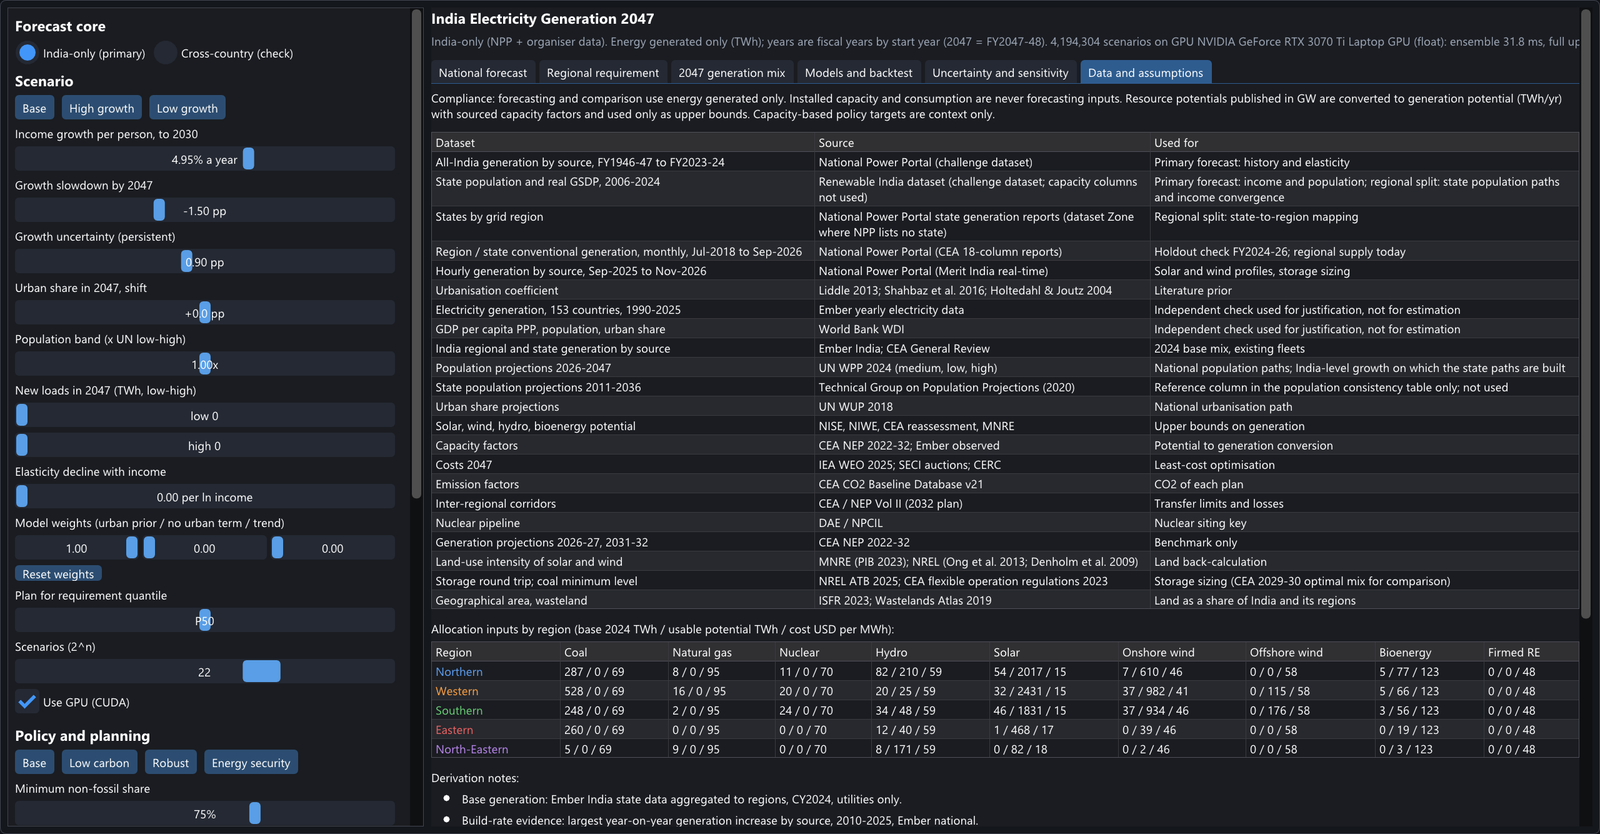 Forecast core
India-only (primary)
Cross-country (check)
Scenario
Base
High growth
Low growth
Income growth per person, to 2030
4.95% a year
Growth slowdown by 2047
-1.50 pp
Growth uncertainty (persistent)
0.90 pp
Urban share in 2047, shift
+0.0 pp
Population band (x UN low-high)
1.00x
New loads in 2047 (TWh, low-high)
low 0
high 0
Elasticity decline with income
0.00 per ln income
Model weights (urban prior / no urban term / trend)
1.00 0.00 0.00
Reset weights
Plan for requirement quantile
P50
Scenarios (2^n)
22
Use GPU (CUDA)
Policy and planning
Base
Low carbon
Robust
Energy security
Minimum non-fossil share
75%
India Electricity Generation 2047
India-only (NPP + organiser data). Energy generated only (TWh); years are fiscal years by start year (2047 = FY2047-48). 4,194,304 scenarios on GPU NVIDIA GeForce RTX 3070 Ti Laptop GPU (float): ensemble 31.8 ms, full up
National forecast
Regional requirement
2047 generation mix
Models and backtest
Uncertainty and sensitivity
Data and assumptions
Compliance: forecasting and comparison use energy generated only. Installed capacity and consumption are never forecasting inputs. Resource potentials published in GW are converted to generation potential (TWh/yr)
with sourced capacity factors and used only as upper bounds. Capacity-based policy targets are context only.
Dataset Source Used for
All-India generation by source, FY1946-47 to FY2023-24 National Power Portal (challenge dataset) Primary forecast: history and elasticity
State population and real GSDP, 2006-2024 Renewable India dataset (challenge dataset; capacity columns Primary forecast: income and population; regional split: state population paths
not used) and income convergence
States by grid region National Power Portal state generation reports (dataset Zone Regional split: state-to-region mapping
where NPP lists no state)
Region / state conventional generation, monthly, Jul-2018 to Sep-2026 National Power Portal (CEA 18-column reports) Holdout check FY2024-26; regional supply today
Hourly generation by source, Sep-2025 to Nov-2026 National Power Portal (Merit India real-time) Solar and wind profiles, storage sizing
Urbanisation coefficient Liddle 2013; Shahbaz et al. 2016; Holtedahl & Joutz 2004 Literature prior
Electricity generation, 153 countries, 1990-2025 Ember yearly electricity data Independent check used for justification, not for estimation
GDP per capita PPP, population, urban share World Bank WDI Independent check used for justification, not for estimation
India regional and state generation by source Ember India; CEA General Review 2024 base mix, existing fleets
Population projections 2026-2047 UN WPP 2024 (medium, low, high) National population paths; India-level growth on which the state paths are built
State population projections 2011-2036 Technical Group on Population Projections (2020) Reference column in the population consistency table only; not used
Urban share projections UN WUP 2018 National urbanisation path
Solar, wind, hydro, bioenergy potential NISE, NIWE, CEA reassessment, MNRE Upper bounds on generation
Capacity factors CEA NEP 2022-32; Ember observed Potential to generation conversion
Costs 2047 IEA WEO 2025; SECI auctions; CERC Least-cost optimisation
Emission factors CEA CO2 Baseline Database v21 CO2 of each plan
Inter-regional corridors CEA / NEP Vol II (2032 plan) Transfer limits and losses
Nuclear pipeline DAE / NPCIL Nuclear siting key
Generation projections 2026-27, 2031-32 CEA NEP 2022-32 Benchmark only
Land-use intensity of solar and wind MNRE (PIB 2023); NREL (Ong et al. 2013; Denholm et al. 2009) Land back-calculation
Storage round trip; coal minimum level NREL ATB 2025; CEA flexible operation regulations 2023 Storage sizing (CEA 2029-30 optimal mix for comparison)
Geographical area, wasteland ISFR 2023; Wastelands Atlas 2019 Land as a share of India and its regions
Allocation inputs by region (base 2024 TWh / usable potential TWh / cost USD per MWh):
Region Coal Natural gas Nuclear Hydro Solar Onshore wind Offshore wind Bioenergy Firmed RE
Northern 287 / 0 / 69 8 / 0 / 95 11 / 0 / 70 82 / 210 / 59 54 / 2017 / 15 7 / 610 / 46 0 / 0 / 58 5 / 77 / 123 0 / 0 / 48
Western 528 / 0 / 69 16 / 0 / 95 20 / 0 / 70 20 / 25 / 59 32 / 2431 / 15 37 / 982 / 41 0 / 115 / 58 5 / 66 / 123 0 / 0 / 48
Southern 248 / 0 / 69 2 / 0 / 95 24 / 0 / 70 34 / 48 / 59 46 / 1831 / 15 37 / 934 / 46 0 / 176 / 58 3 / 56 / 123 0 / 0 / 48
Eastern 260 / 0 / 69 0 / 0 / 95 0 / 0 / 70 12 / 40 / 59 1 / 468 / 17 0 / 39 / 46 0 / 0 / 58 0 / 19 / 123 0 / 0 / 48
North-Eastern 5 / 0 / 69 9 / 0 / 95 0 / 0 / 70 8 / 171 / 59 0 / 82 / 18 0 / 2 / 46 0 / 0 / 58 0 / 3 / 123 0 / 0 / 48
Derivation notes:
Base generation: Ember India state data aggregated to regions, CY2024, utilities only.
Build-rate evidence: largest year-on-year generation increase by source, 2010-2025, Ember national.